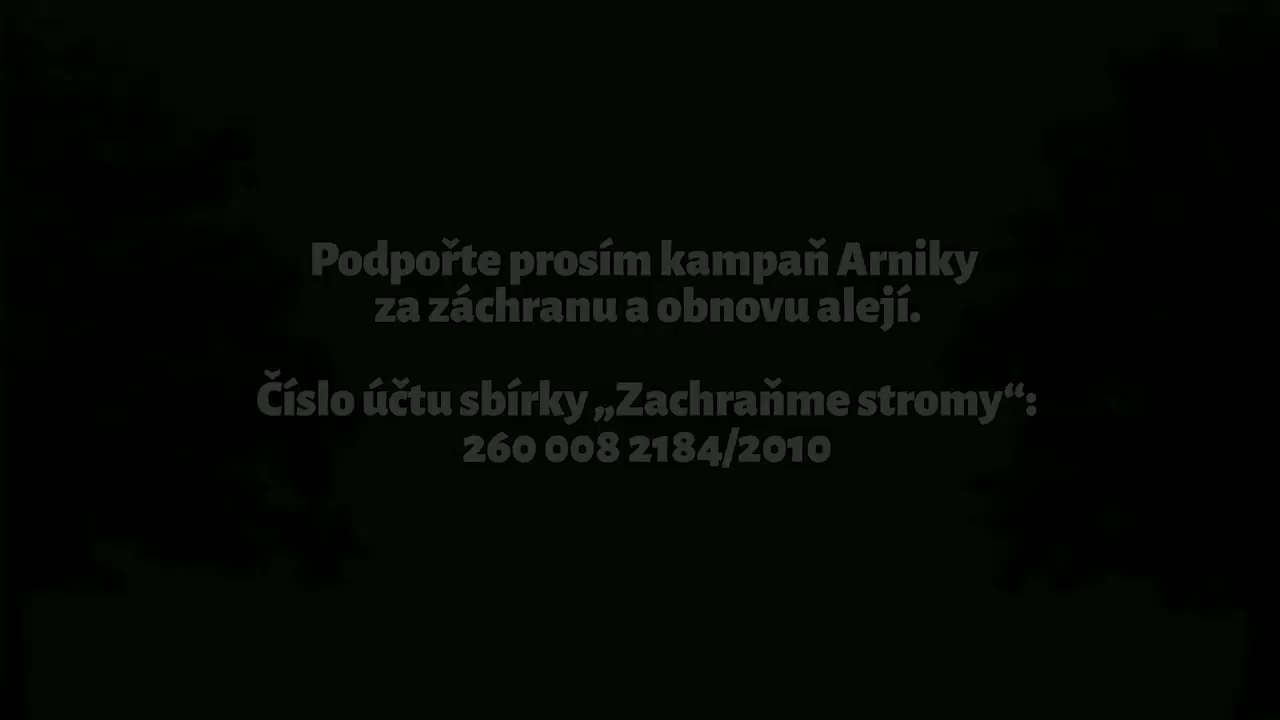 Podpořte prosím kampaň Arniky
za záchranu a obnovu alejí.
Číslo účtu sbírky „Zachraňme stromy“:
260 008 2184/2010